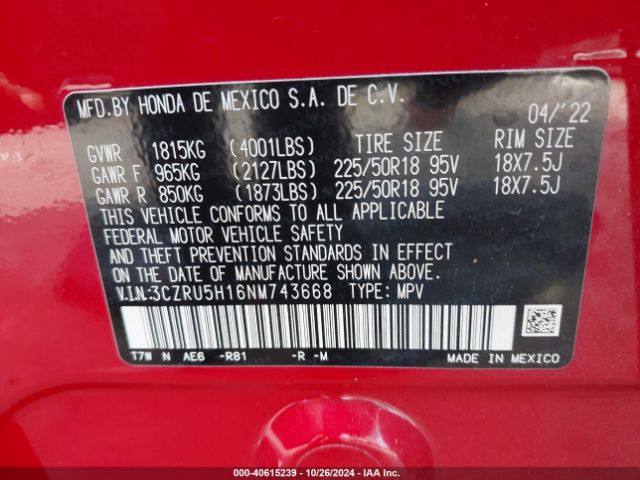 MFD. BY HONDA DE MEXICO S.A. DE C.V.
04/'22
GVWR 1815KG (4001LBS) TIRE SIZE RIM SIZE
GAWR F 965KG (2127LBS) 225/50R18 95V 18X7.5J
GAWR R 850KG (1873LBS) 225/50R18 95V 18X7.5J
THIS VEHICLE CONFORMS TO ALL APPLICABLE
FEDERAL MOTOR VEHICLE SAFETY
AND THEFT PREVENTION STANDARDS IN EFFECT
ON THE DATE OF MANUFACTURE SHOWN ABOVE.
V.I.N.:3CZRU5H16NM743668 TYPE: MPV
T7W N AE6 -R81 -R -M
MADE IN MEXICO
000-40615239 - 10/26/2024 - IAAI.com